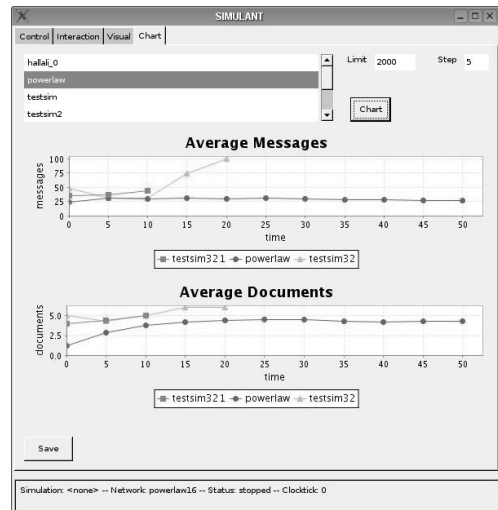 SIMULANT
Control Interaction Visual Chart
hallali_0
powerlaw
testsim
testsim2
Limit 2000 Step 5
Chart
Average Messages
messages
100
75
50
25
0
0 5 10 15 20 25 30 35 40 45 50
time
testsim321 powerlaw testsim32
Average Documents
documents
5.0
2.5
0.0
0 5 10 15 20 25 30 35 40 45 50
time
testsim321 powerlaw testsim32
Save
Simulation: <none> -- Network: powerlaw16 -- Status: stopped -- Clocktick: 0